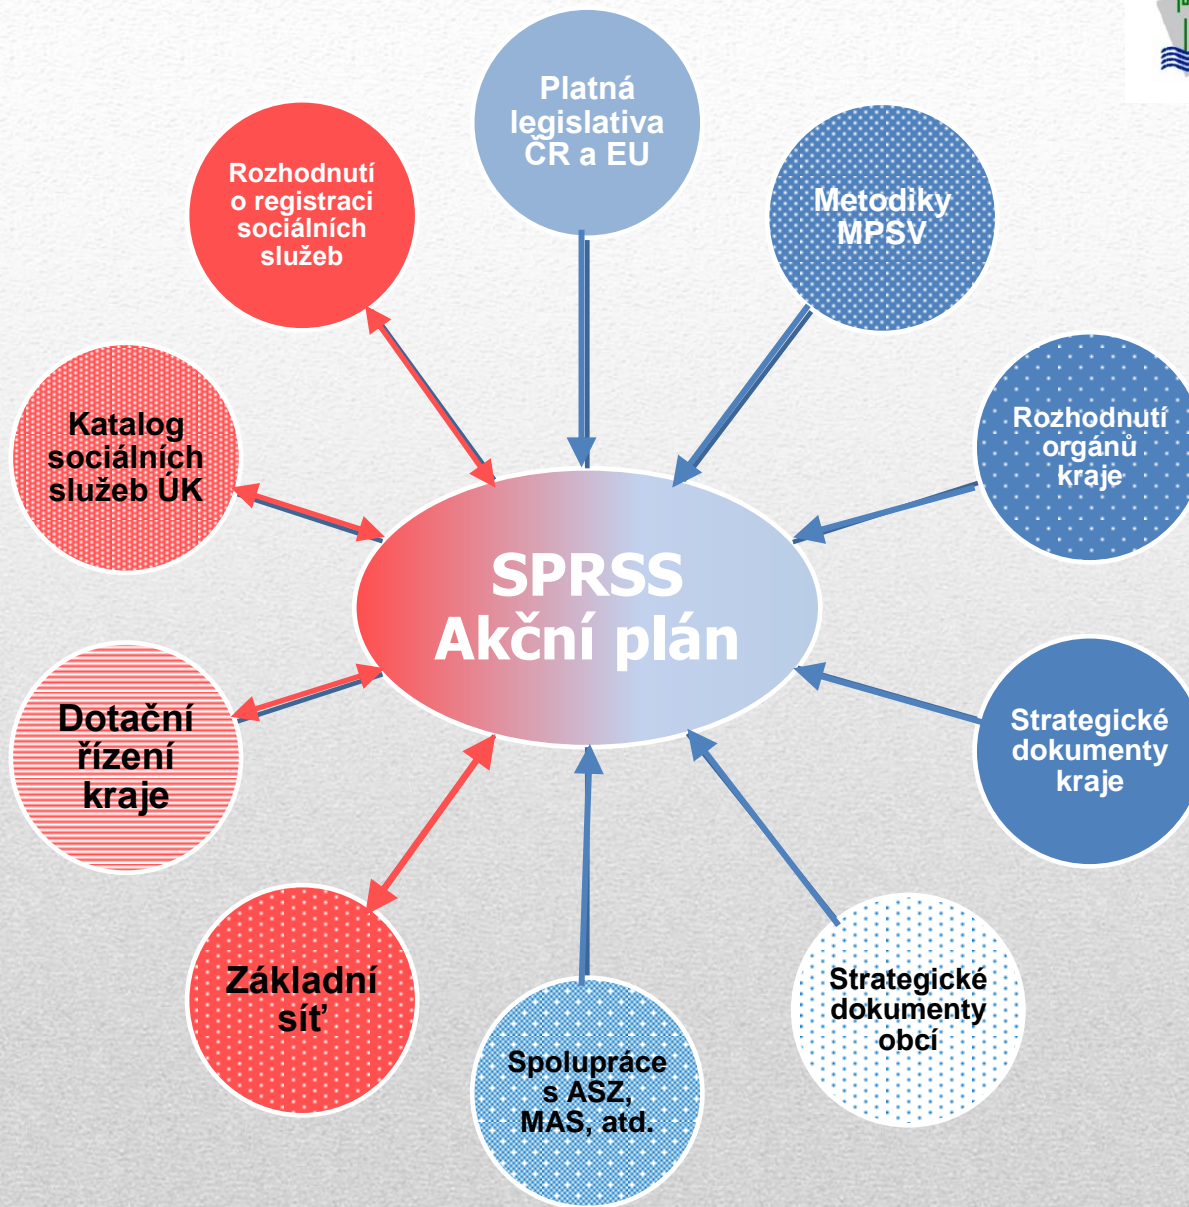 Platná
legislativa
ČR a EU
Metodiky
MPSV
Rozhodnutí
orgánů
kraje
Strategické
dokumenty
kraje
Strategické
dokumenty
obcí
Spolupráce
s ASZ,
MAS, atd.
Základní
síť
Dotační
řízení
kraje
Katalog
sociálních
služeb ÚK
Rozhodnutí
o registraci
sociálních
služeb
SPRSS
Akční plán